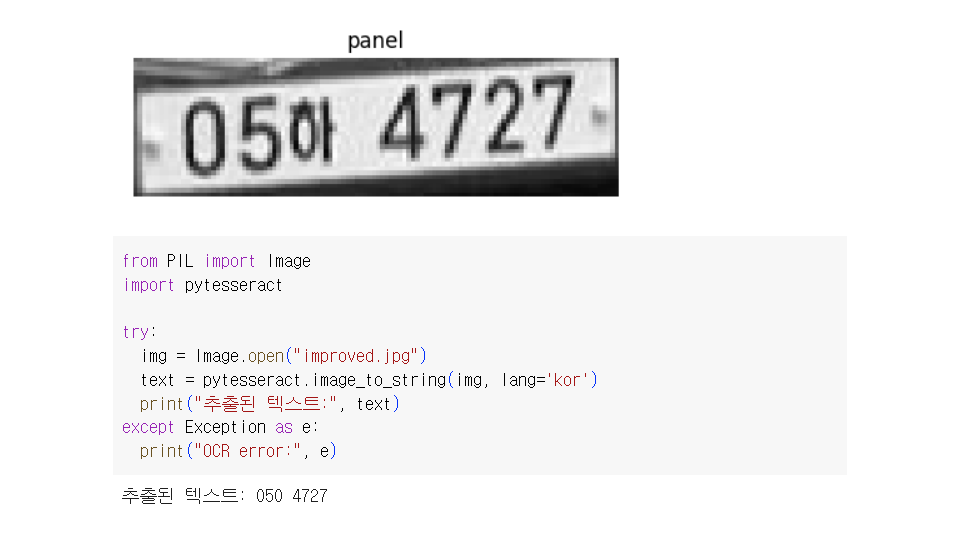 panel
05하 4727
from PIL import Image
import pytesseract
try:
  img = Image.open("improved.jpg")
  text = pytesseract.image_to_string(img, lang='kor')
  print("추출된 텍스트:", text)
except Exception as e:
  print("OCR error:", e)
추출된 텍스트: 050 4727